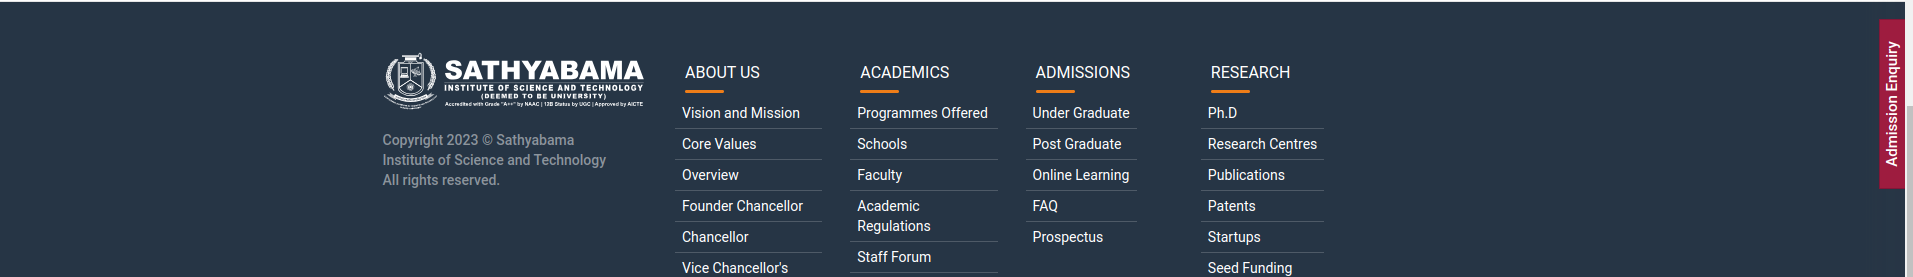 SATHYABAMA
INSTITUTE OF SCIENCE AND TECHNOLOGY
(DEEMED TO BE UNIVERSITY)
Accredited with Grade "A++" by NAAC | 12B Status by UGC | Approved by AICTE
Copyright 2023 © Sathyabama
Institute of Science and Technology
All rights reserved.
ABOUT US
Vision and Mission
Core Values
Overview
Founder Chancellor
Chancellor
Vice Chancellor's
ACADEMICS
Programmes Offered
Schools
Faculty
Academic
Regulations
Staff Forum
ADMISSIONS
Under Graduate
Post Graduate
Online Learning
FAQ
Prospectus
RESEARCH
Ph.D
Research Centres
Publications
Patents
Startups
Seed Funding
Admission Enquiry